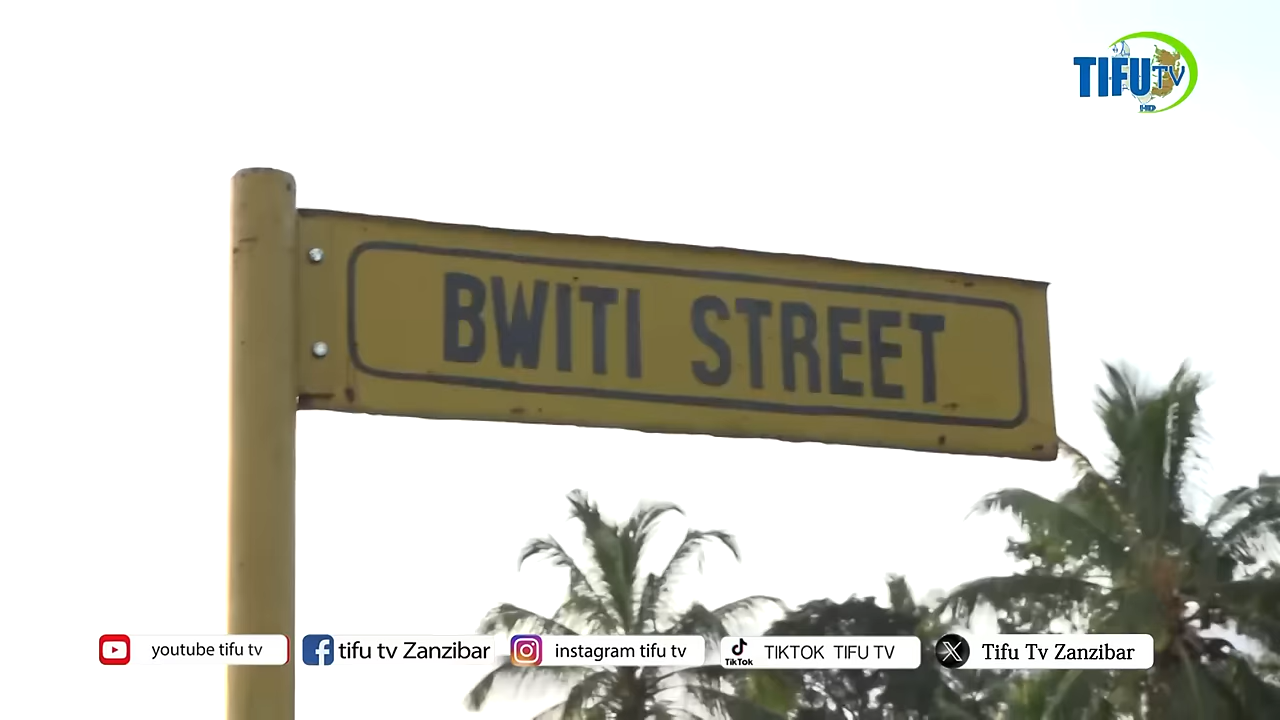 TIFU TV
BWITI STREET
youtube tifu tv
tifu tv Zanzibar
instagram tifu tv
TikTok
TIKTOK TIFU TV
Tifu Tv Zanzibar